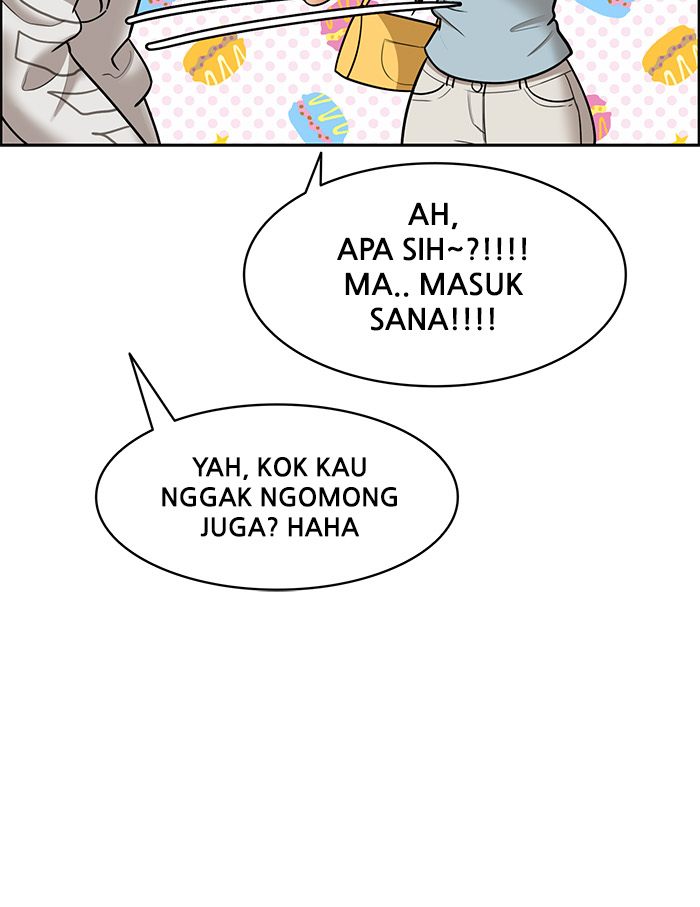 AH,
APA SIH~?!!!!
MA.. MASUK
SANA!!!!
YAH, KOK KAU
NGGAK NGOMONG
JUGA? HAHA